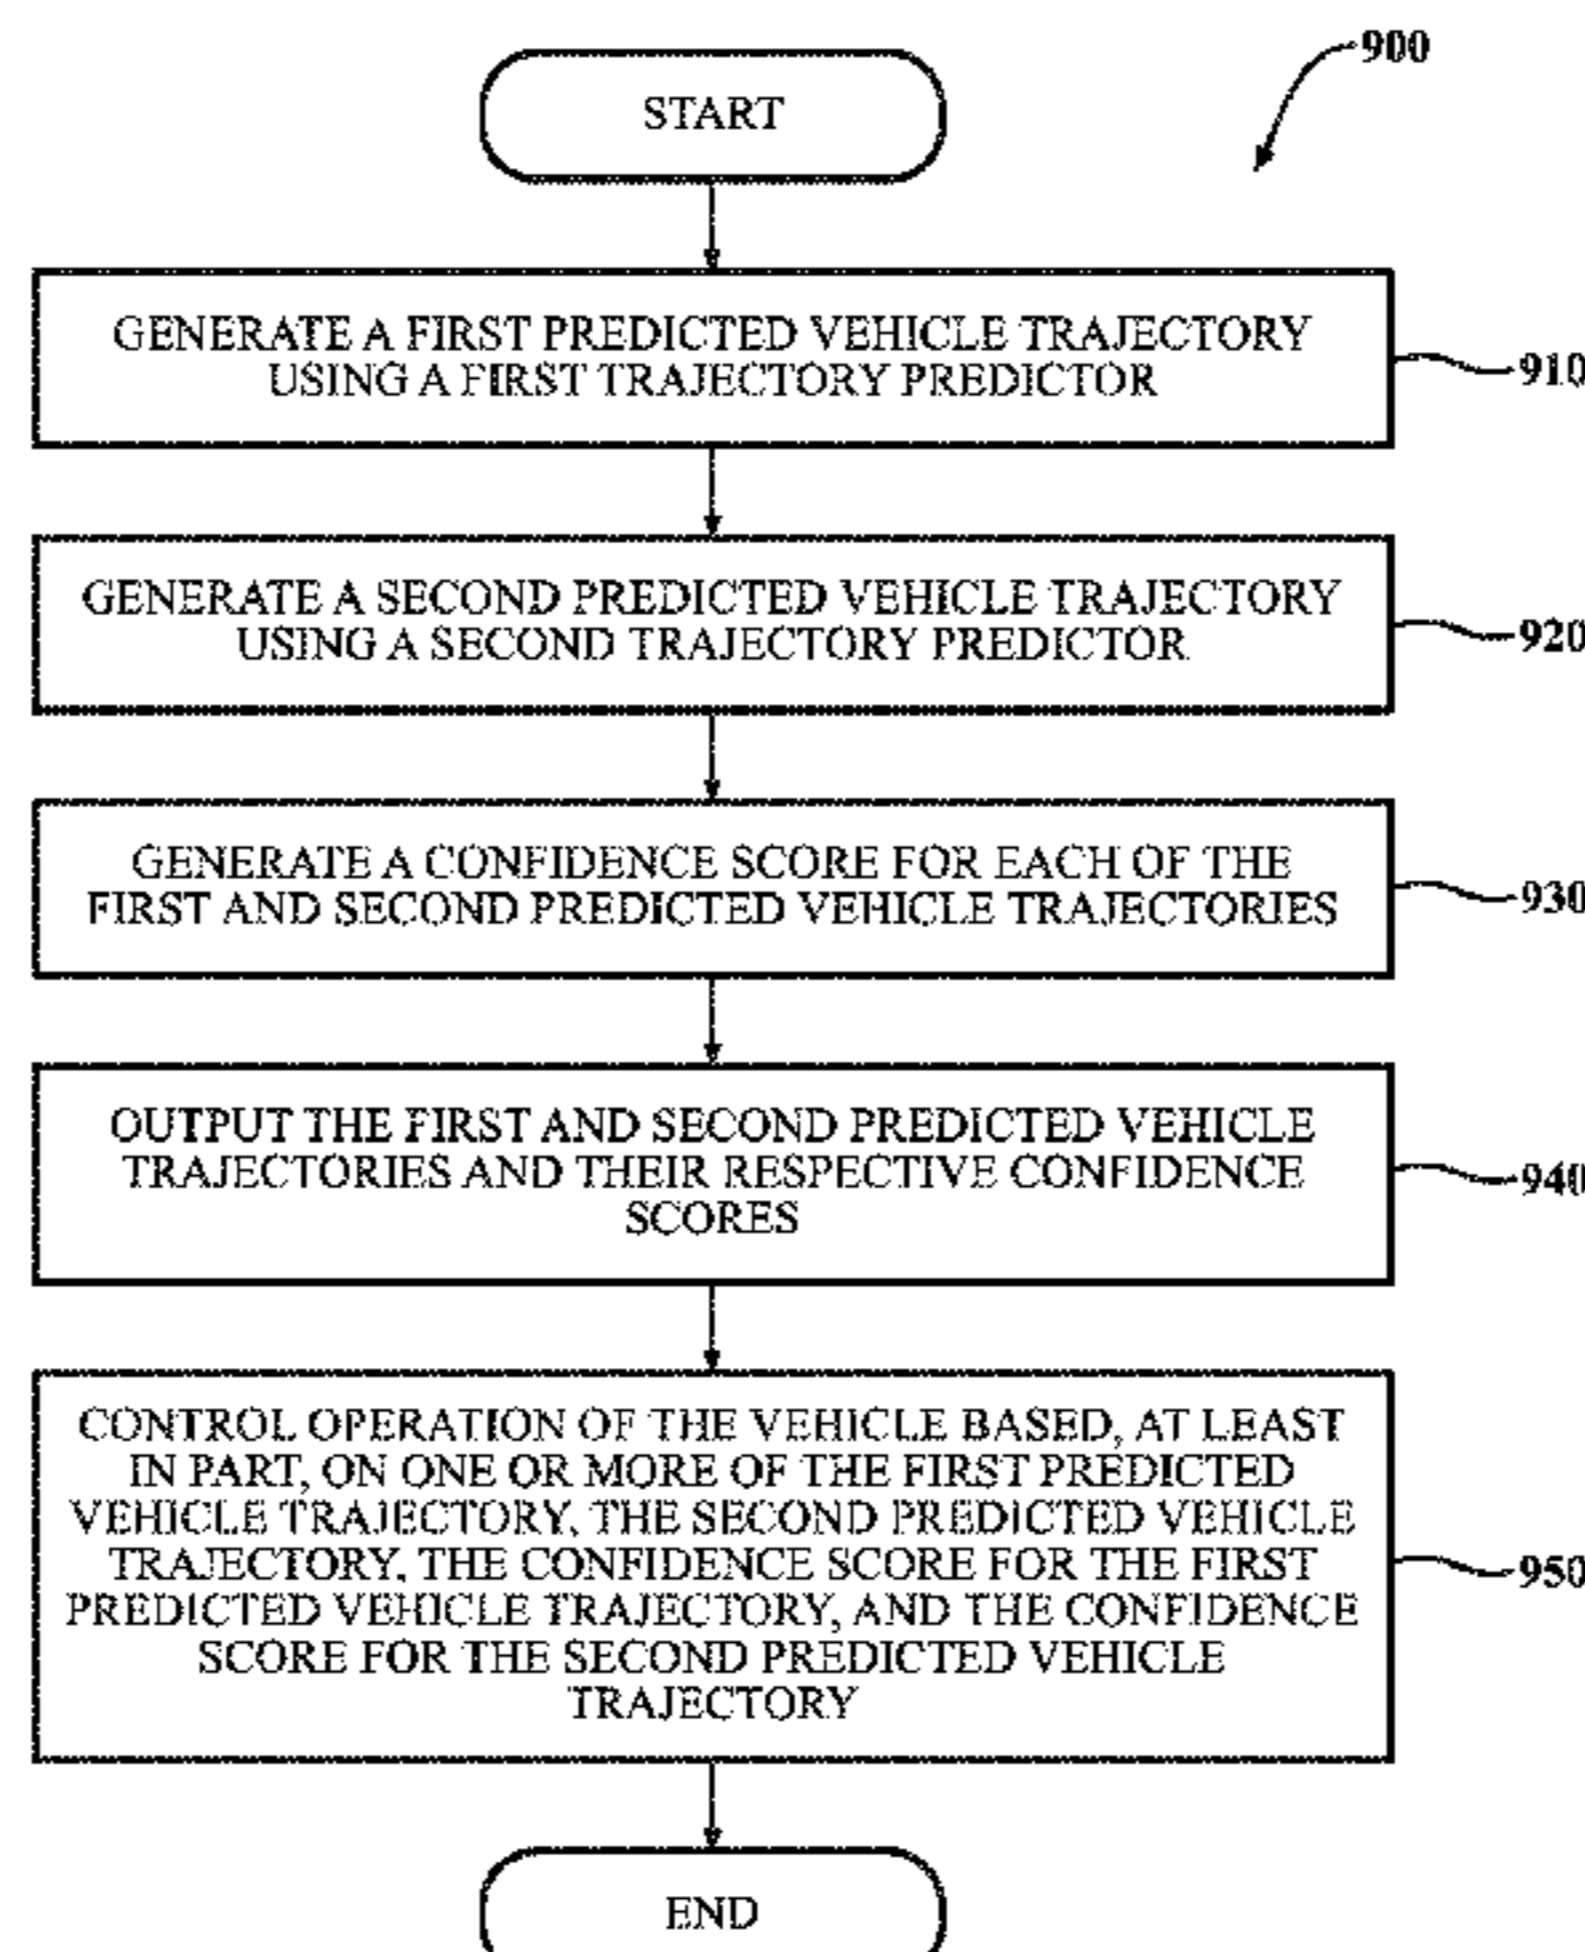 900
START
GENERATE A FIRST PREDICTED VEHICLE TRAJECTORY
USING A FIRST TRAJECTORY PREDICTOR
910
GENERATE A SECOND PREDICTED VEHICLE TRAJECTORY
USING A SECOND TRAJECTORY PREDICTOR
920
GENERATE A CONFIDENCE SCORE FOR EACH OF THE
FIRST AND SECOND PREDICTED VEHICLE TRAJECTORIES
930
OUTPUT THE FIRST AND SECOND PREDICTED VEHICLE
TRAJECTORIES AND THEIR RESPECTIVE CONFIDENCE
SCORES
940
CONTROL OPERATION OF THE VEHICLE BASED, AT LEAST
IN PART, ON ONE OR MORE OF THE FIRST PREDICTED
VEHICLE TRAJECTORY, THE SECOND PREDICTED VEHICLE
TRAJECTORY, THE CONFIDENCE SCORE FOR THE FIRST
PREDICTED VEHICLE TRAJECTORY, AND THE CONFIDENCE
SCORE FOR THE SECOND PREDICTED VEHICLE
TRAJECTORY
950
END